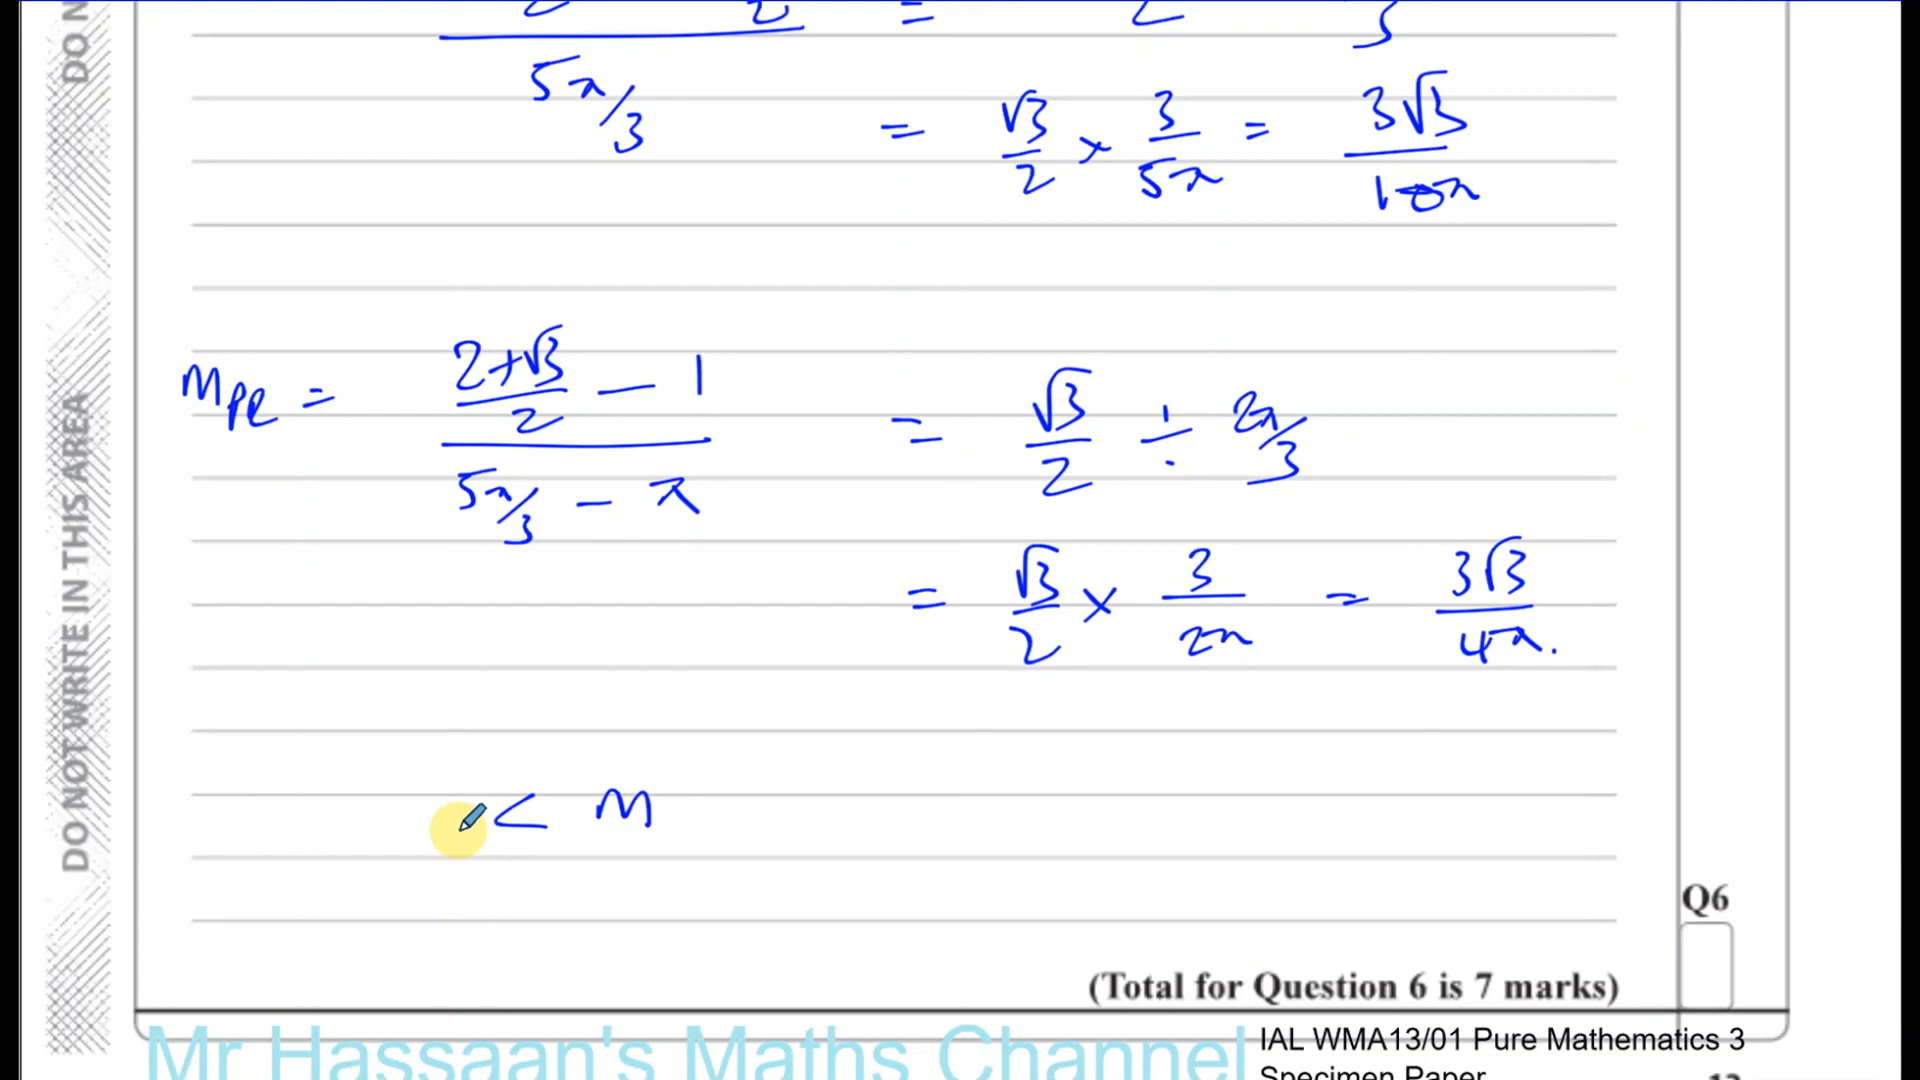 5π/3
= √3/2 × 3/5π = 3√3/10π
M_PR = ((2+√3)/2 − 1)/(5π/3 − π) = √3/2 ÷ 2π/3
= √3/2 × 3/2π = 3√3/4π.
< M
Q6
(Total for Question 6 is 7 marks)
Mr Hassaan's Maths Channel
IAL WMA13/01 Pure Mathematics 3
Specimen Paper
DO NOT WRITE IN THIS AREA
DO N